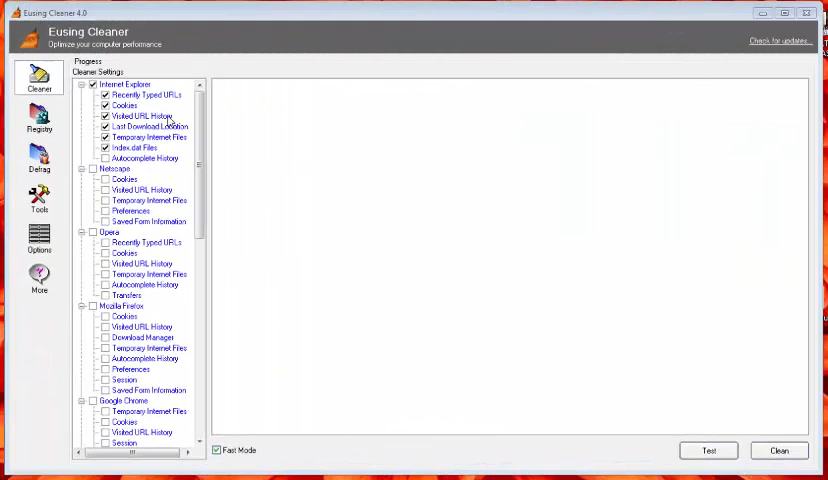 Eusing Cleaner 4.0
Eusing Cleaner
Optimize your computer performance
Check for updates...
Progress
Cleaner Settings
Cleaner
Registry
Defrag
Tools
Options
More
Internet Explorer
Recently Typed URLs
Cookies
Visited URL History
Last Download Location
Temporary Internet Files
Index.dat Files
Autocomplete History
Netscape
Cookies
Visited URL History
Temporary Internet Files
Preferences
Saved Form Information
Opera
Recently Typed URLs
Cookies
Visited URL History
Temporary Internet Files
Autocomplete History
Transfers
Mozilla Firefox
Cookies
Visited URL History
Download Manager
Temporary Internet Files
Autocomplete History
Preferences
Session
Saved Form Information
Google Chrome
Temporary Internet Files
Cookies
Visited URL History
Session
Fast Mode
Test
Clean